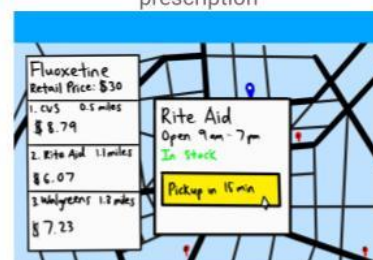 prescription
Fluoxetine
Retail Price: $30
1. CVS 0.5 miles
$8.79
2. Rite Aid 1.1 miles
$6.07
3. Walgreens 1.3 miles
$7.23
Rite Aid
Open 9am-7pm
In Stock
Pickup in 15 min